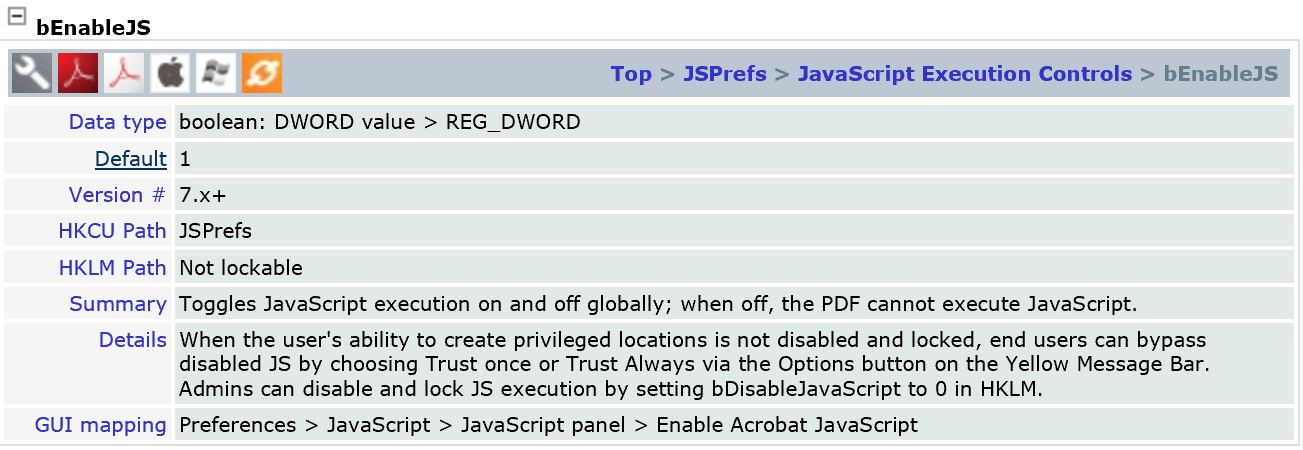 bEnableJS
Top > JSPrefs > JavaScript Execution Controls > bEnableJS
Data type boolean: DWORD value > REG_DWORD
Default 1
Version # 7.x+
HKCU Path JSPrefs
HKLM Path Not lockable
Summary Toggles JavaScript execution on and off globally; when off, the PDF cannot execute JavaScript.
Details When the user's ability to create privileged locations is not disabled and locked, end users can bypass
disabled JS by choosing Trust once or Trust Always via the Options button on the Yellow Message Bar.
Admins can disable and lock JS execution by setting bDisableJavaScript to 0 in HKLM.
GUI mapping Preferences > JavaScript > JavaScript panel > Enable Acrobat JavaScript